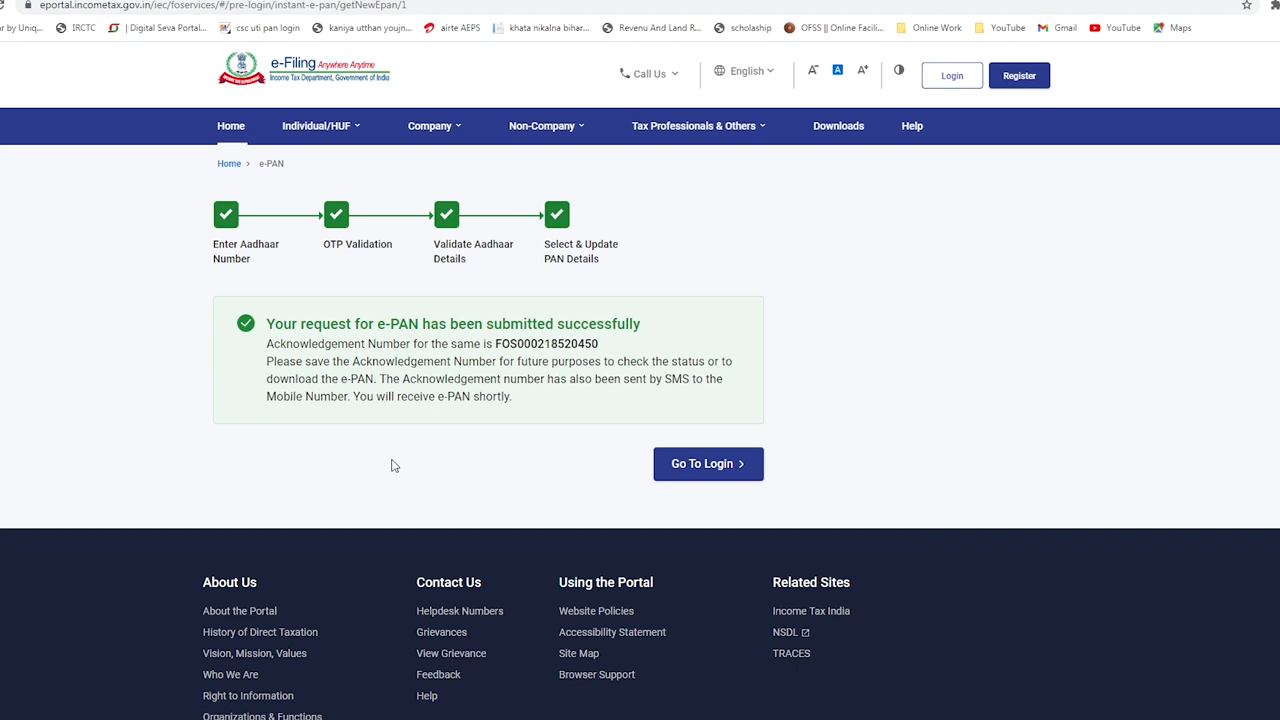 eportal.incometax.gov.in/iec/foservices/#/pre-login/instant-e-pan/getNewEpan/1
ar by Uniq... IRCTC | Digital Seva Portal... csc uti pan login kaniya utthan youjn... airte AEPS khata nikalna bihar... Revenu And Land R... scholaship OFSS || Online Facili... Online Work YouTube Gmail YouTube Maps
e-Filing Anywhere Anytime
Income Tax Department, Government of India
Call Us English A- A A+ Login Register
Home Individual/HUF Company Non-Company Tax Professionals & Others Downloads Help
Home > e-PAN
Enter Aadhaar Number
OTP Validation
Validate Aadhaar Details
Select & Update PAN Details
Your request for e-PAN has been submitted successfully
Acknowledgement Number for the same is FOS000218520450
Please save the Acknowledgement Number for future purposes to check the status or to
download the e-PAN. The Acknowledgement number has also been sent by SMS to the
Mobile Number. You will receive e-PAN shortly.
Go To Login >
About Us
About the Portal
History of Direct Taxation
Vision, Mission, Values
Who We Are
Right to Information
Organizations & Functions
Contact Us
Helpdesk Numbers
Grievances
View Grievance
Feedback
Help
Using the Portal
Website Policies
Accessibility Statement
Site Map
Browser Support
Related Sites
Income Tax India
NSDL
TRACES